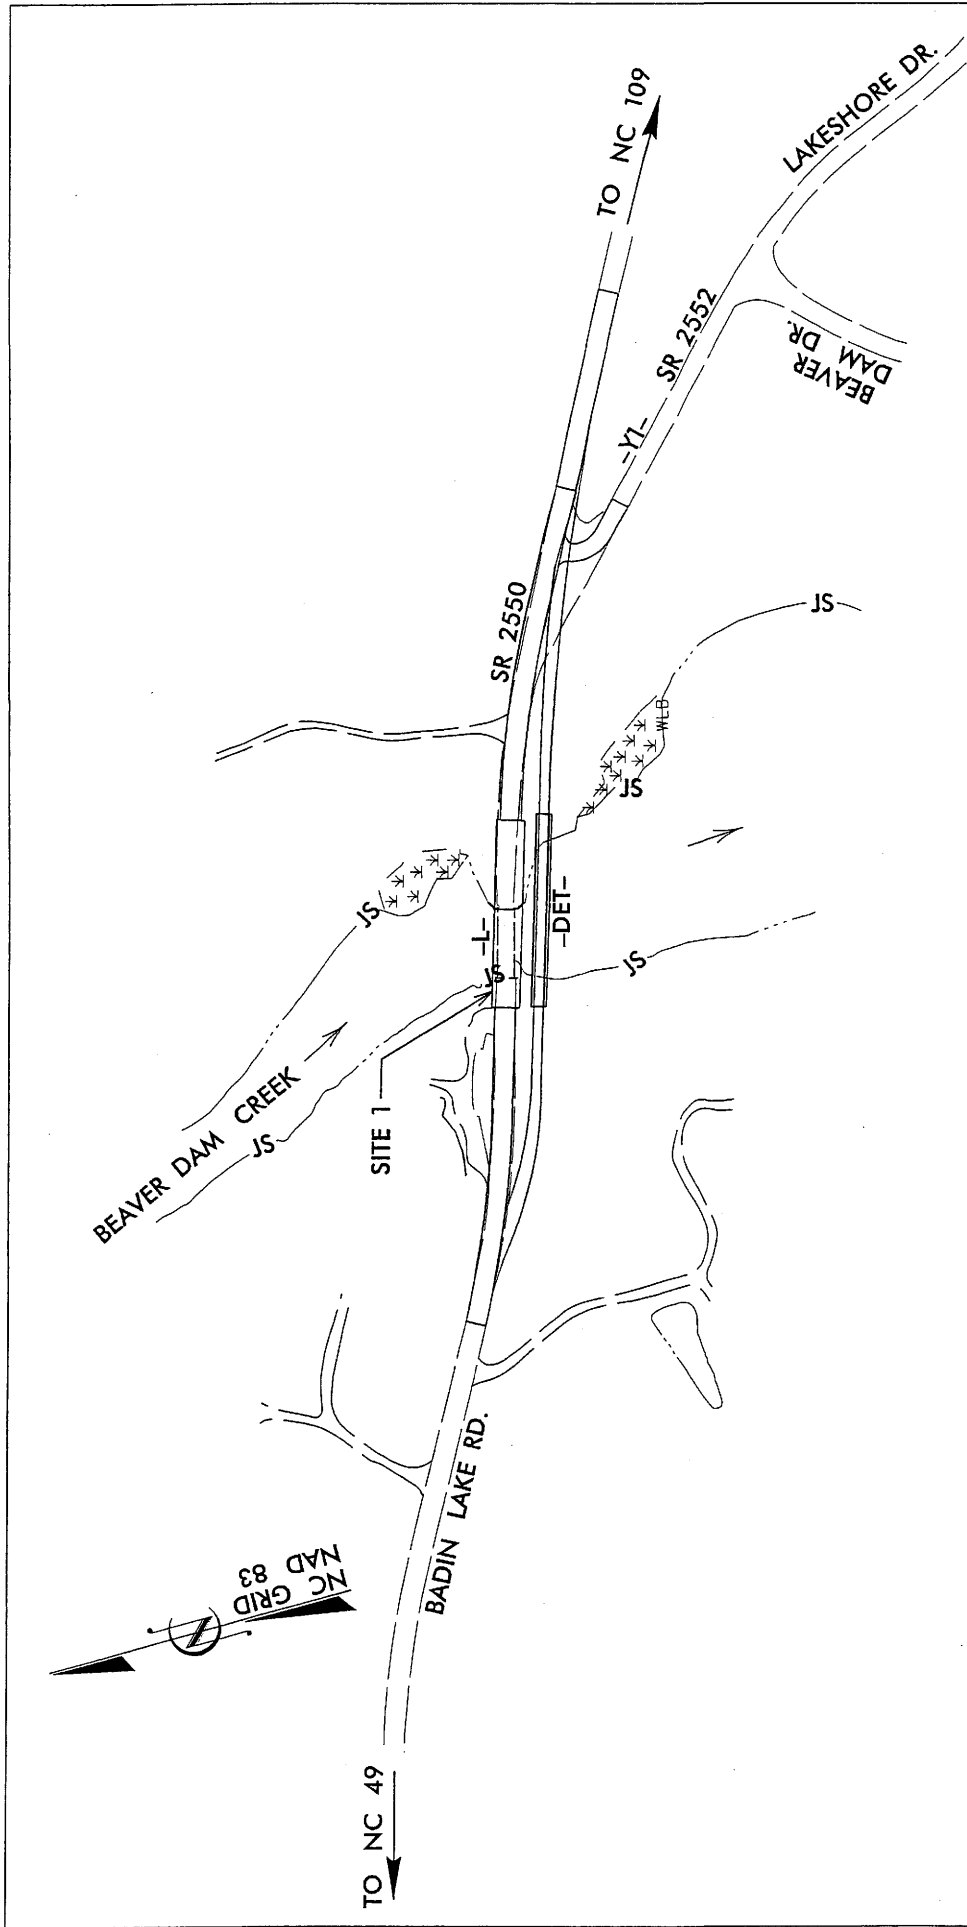 NC GRID
NAD 83
TO NC 49
BADIN LAKE RD.
BEAVER DAM CREEK
JS
JS
SITE 1
JS
-L-
JS
-DET-
JS
WLB
JS
SR 2550
-Y1-
SR 2552
BEAVER
DAM DR.
LAKESHORE DR.
TO NC 109